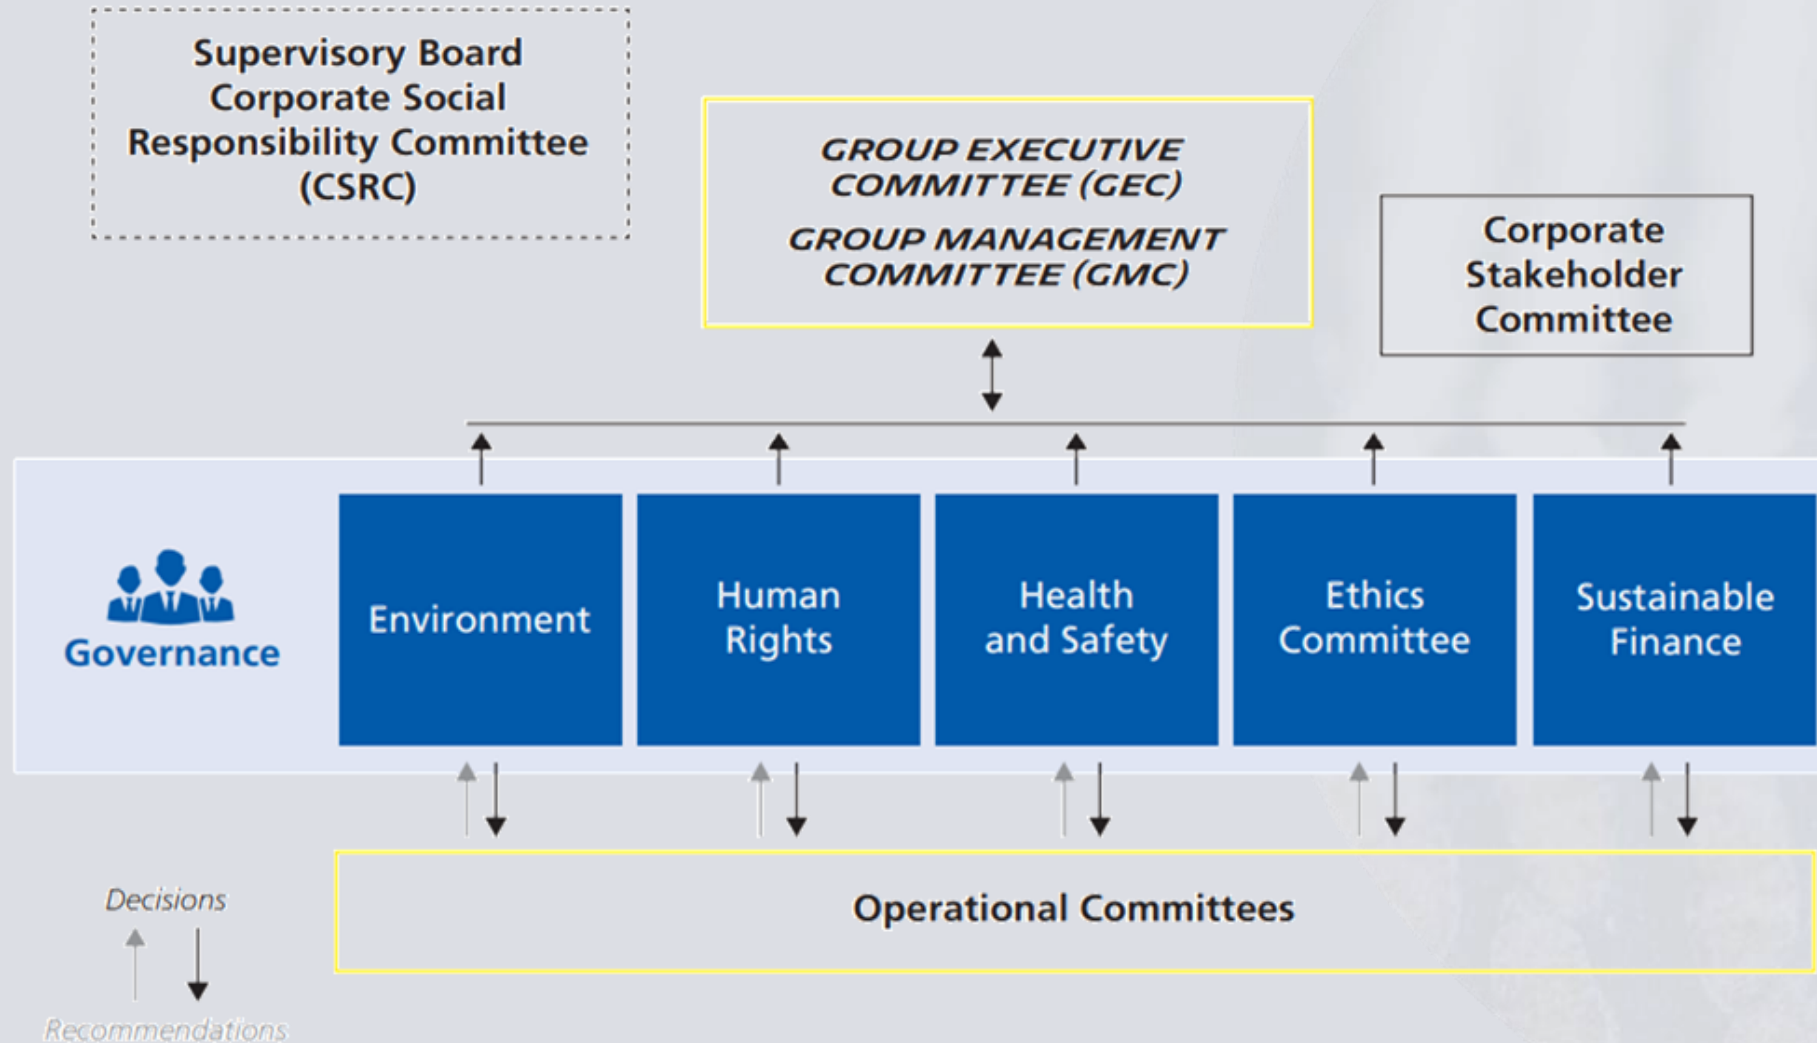 Supervisory Board
Corporate Social
Responsibility Committee
(CSRC)
GROUP EXECUTIVE
COMMITTEE (GEC)
GROUP MANAGEMENT
COMMITTEE (GMC)
Corporate
Stakeholder
Committee
Governance
Environment
Human
Rights
Health
and Safety
Ethics
Committee
Sustainable
Finance
Decisions
Recommendations
Operational Committees